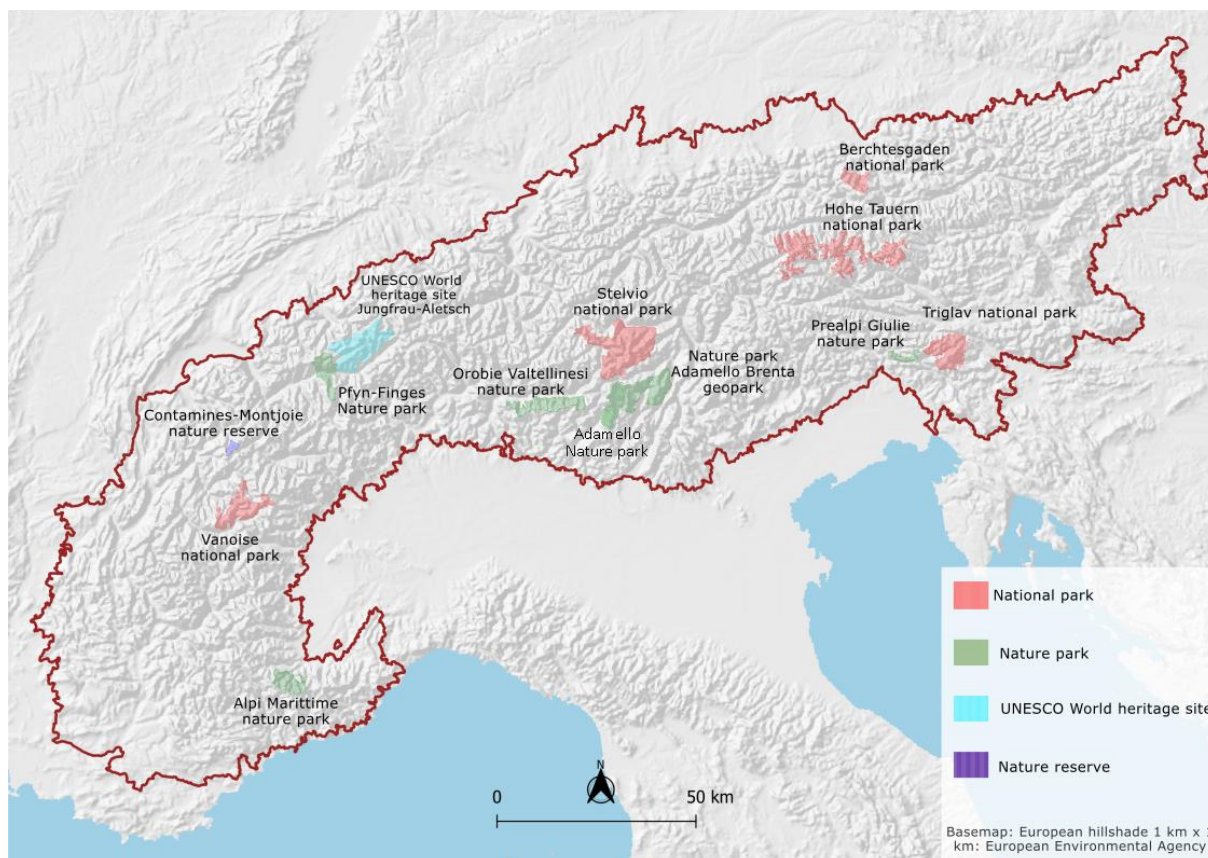 Berchtesgaden
national park
Hohe Tauern
national park
UNESCO World
heritage site
Jungfrau-Aletsch
Stelvio
national park
Triglav national park
Prealpi Giulie
nature park
Nature park
Adamello Brenta
geopark
Orobie Valtellinesi
nature park
Pfyn-Finges
Nature park
Contamines-Montjoie
nature reserve
Adamello
Nature park
Vanoise
national park
Alpi Marittime
nature park
National park
Nature park
UNESCO World heritage site
Nature reserve
N
0 50 km
Basemap: European hillshade 1 km x 1
km: European Environmental Agency